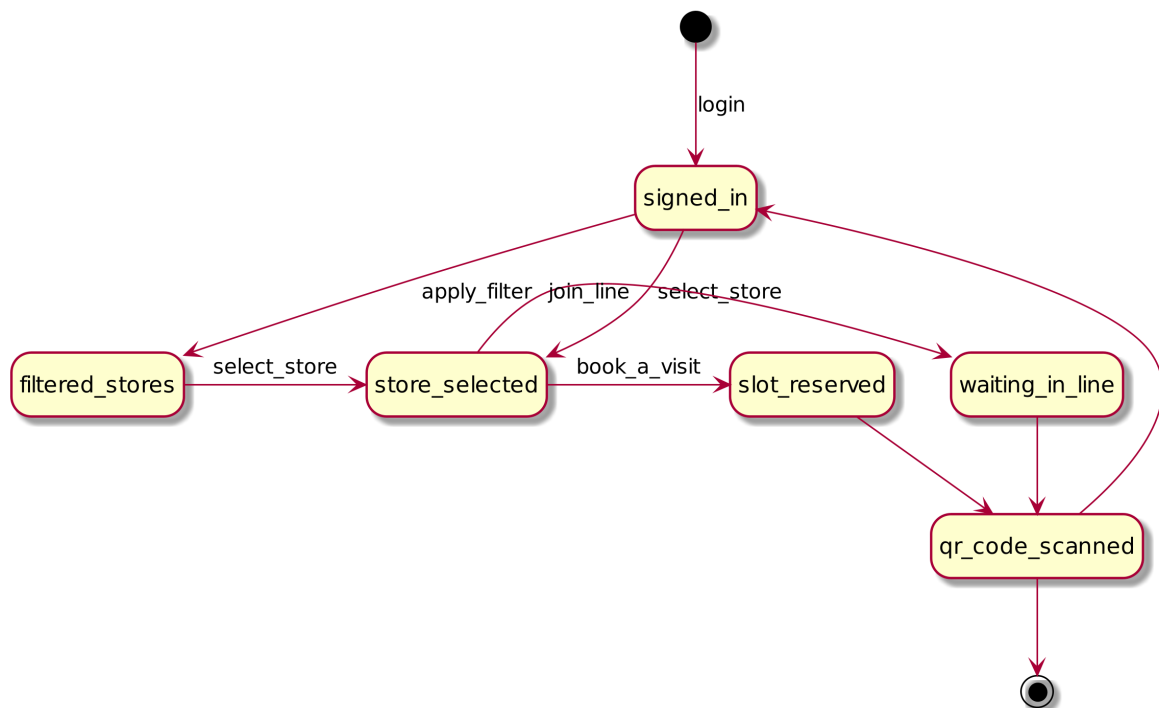 login
signed_in
apply_filter
join_line
select_store
filtered_stores
select_store
store_selected
book_a_visit
slot_reserved
waiting_in_line
qr_code_scanned